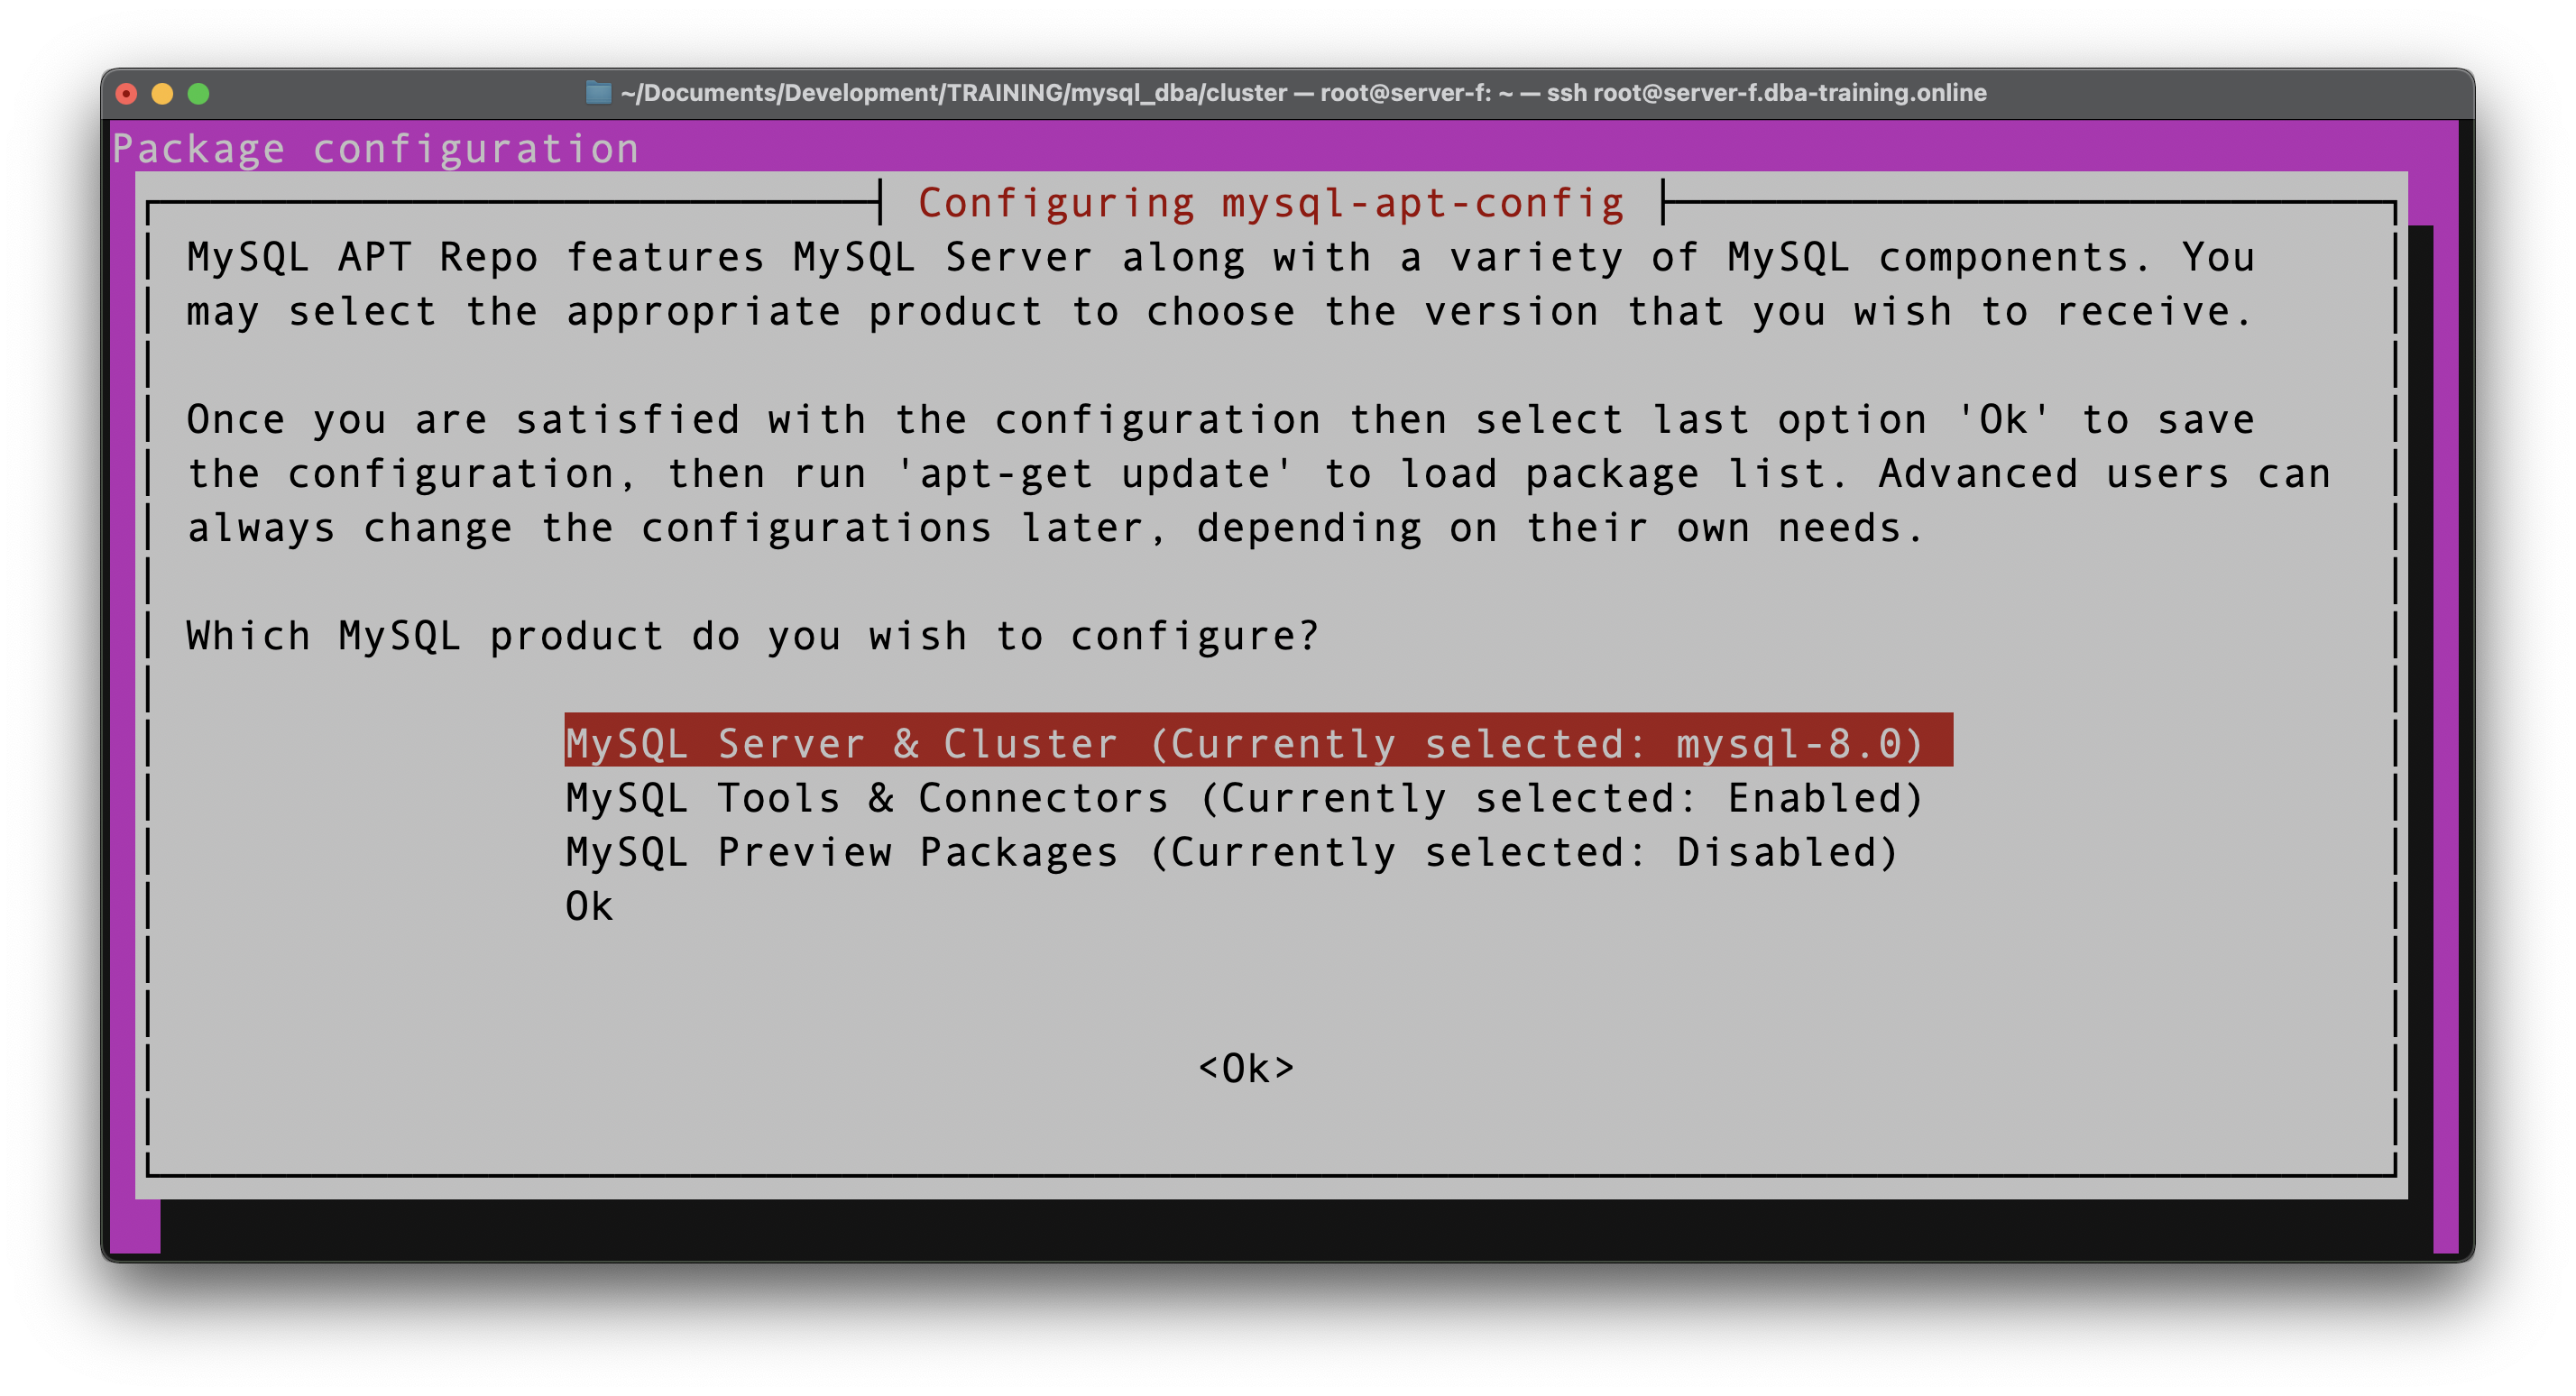 ~/Documents/Development/TRAINING/mysql_dba/cluster — root@server-f: ~ — ssh root@server-f.dba-training.online
Package configuration
Configuring mysql-apt-config
MySQL APT Repo features MySQL Server along with a variety of MySQL components. You
may select the appropriate product to choose the version that you wish to receive.
Once you are satisfied with the configuration then select last option 'Ok' to save
the configuration, then run 'apt-get update' to load package list. Advanced users can
always change the configurations later, depending on their own needs.
Which MySQL product do you wish to configure?
MySQL Server & Cluster (Currently selected: mysql-8.0)
MySQL Tools & Connectors (Currently selected: Enabled)
MySQL Preview Packages (Currently selected: Disabled)
Ok
<Ok>